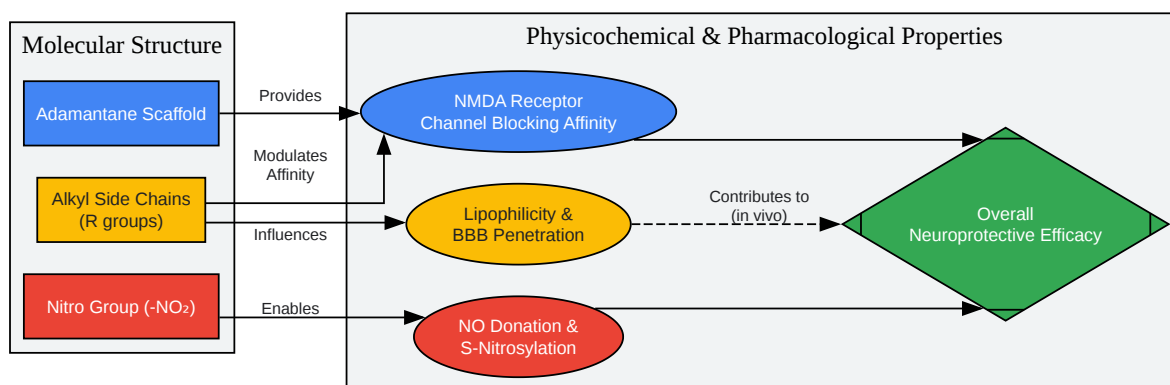 Molecular Structure
Adamantane Scaffold
Alkyl Side Chains
(R groups)
Nitro Group (-NO₂)
Provides
Modulates
Affinity
Influences
Enables
Physicochemical & Pharmacological Properties
NMDA Receptor
Channel Blocking Affinity
Lipophilicity &
BBB Penetration
NO Donation &
S-Nitrosylation
Contributes to
(in vivo)
Overall
Neuroprotective Efficacy